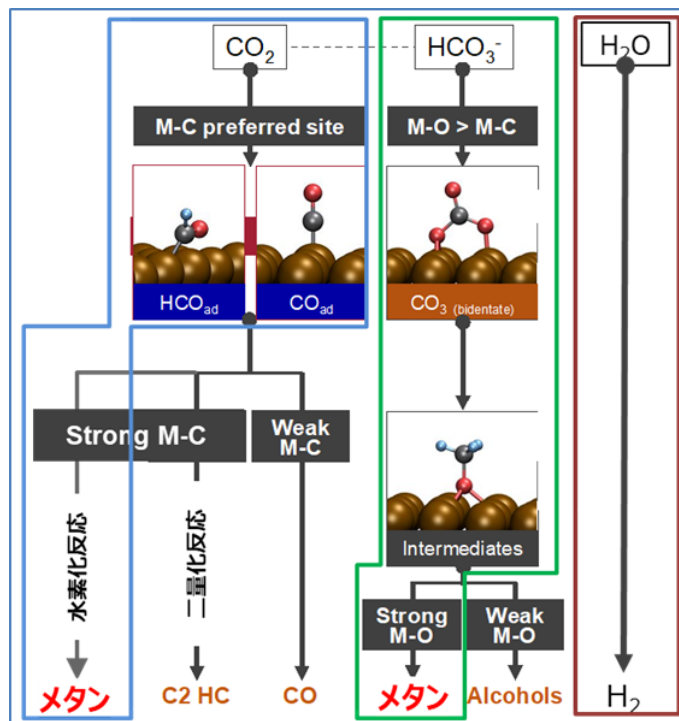 CO2
HCO3-
H2O
M-C preferred site
M-O > M-C
HCOad
COad
CO3 (bidentate)
Strong M-C
Weak
M-C
水素化反応
二量化反応
Intermediates
Strong
M-O
Weak
M-O
メタン
C2 HC
CO
メタン
Alcohols
H2